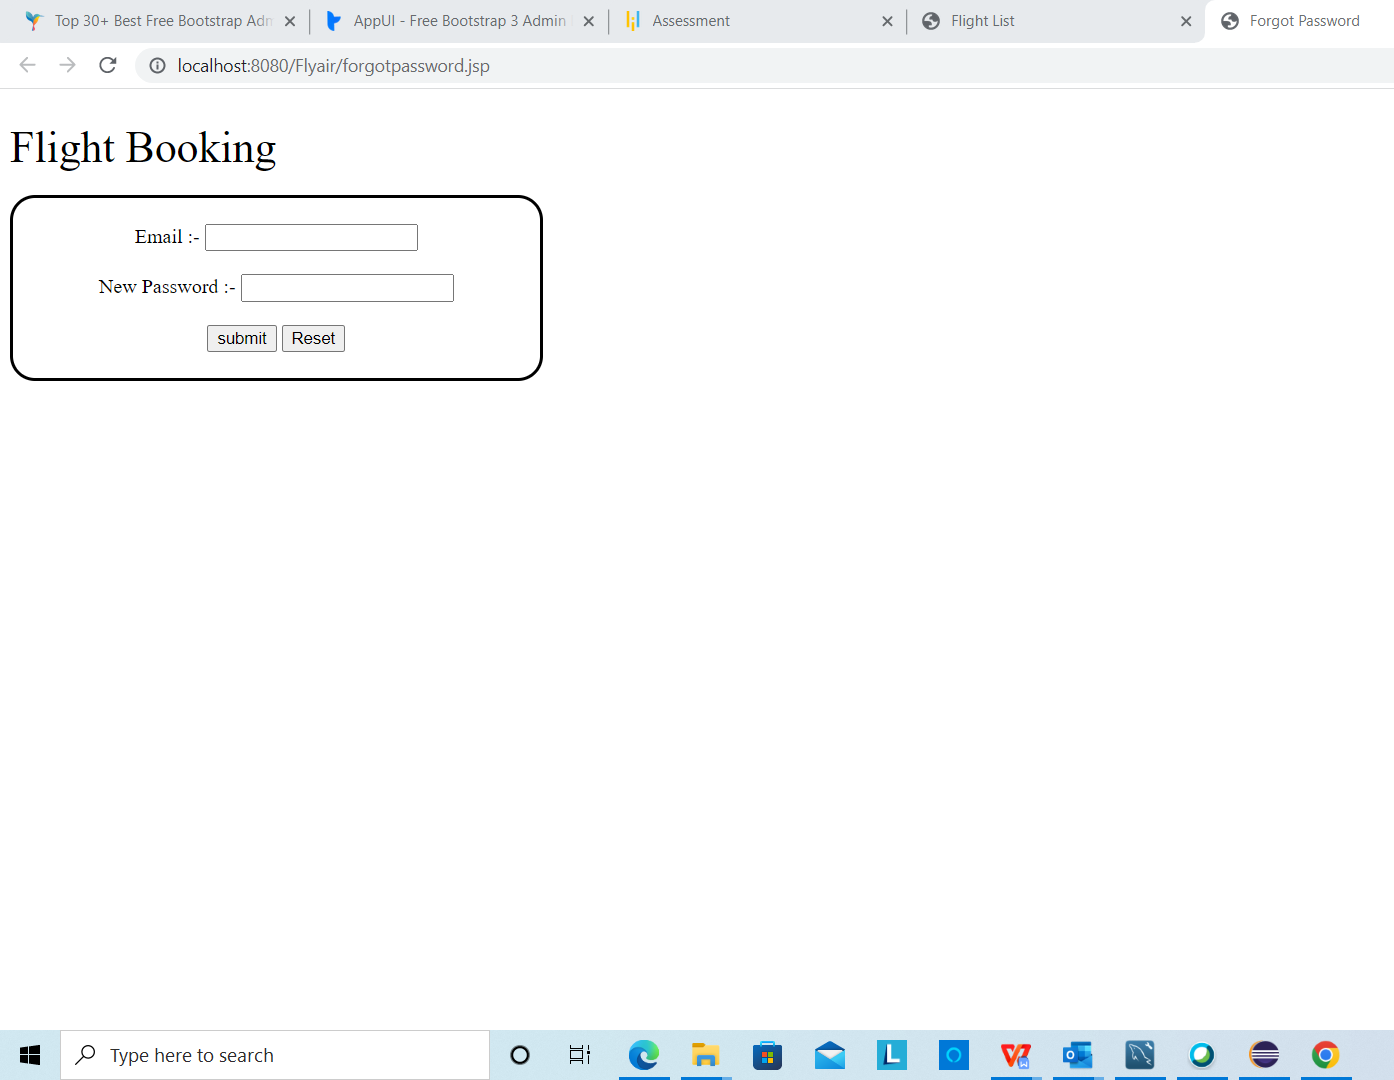 Top 30+ Best Free Bootstrap Adm
AppUI - Free Bootstrap 3 Admin
Assessment
Flight List
Forgot Password
localhost:8080/Flyair/forgotpassword.jsp
Flight Booking
Email :-
New Password :-
submit Reset
Type here to search